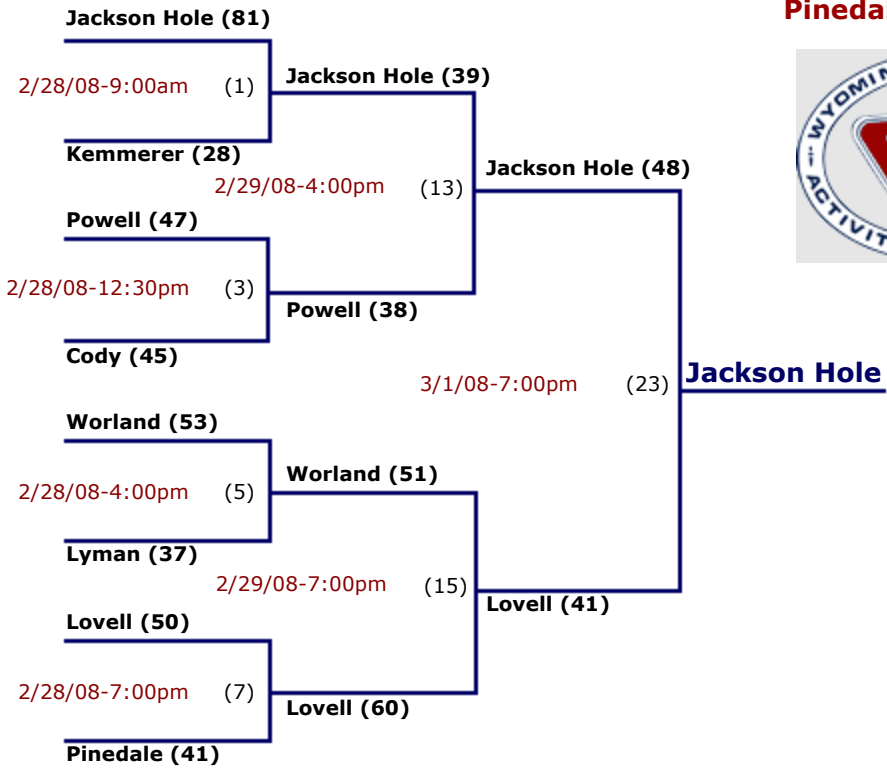 Jackson Hole (81)
2/28/08-9:00am (1)
Kemmerer (28)
Jackson Hole (39)
2/29/08-4:00pm (13)
Powell (47)
2/28/08-12:30pm (3)
Cody (45)
Powell (38)
Jackson Hole (48)
3/1/08-7:00pm (23)
Jackson Hole
Worland (53)
2/28/08-4:00pm (5)
Lyman (37)
Worland (51)
2/29/08-7:00pm (15)
Lovell (41)
Lovell (50)
2/28/08-7:00pm (7)
Pinedale (41)
Lovell (60)
Pineda
WYOMIN
ACTIVIT